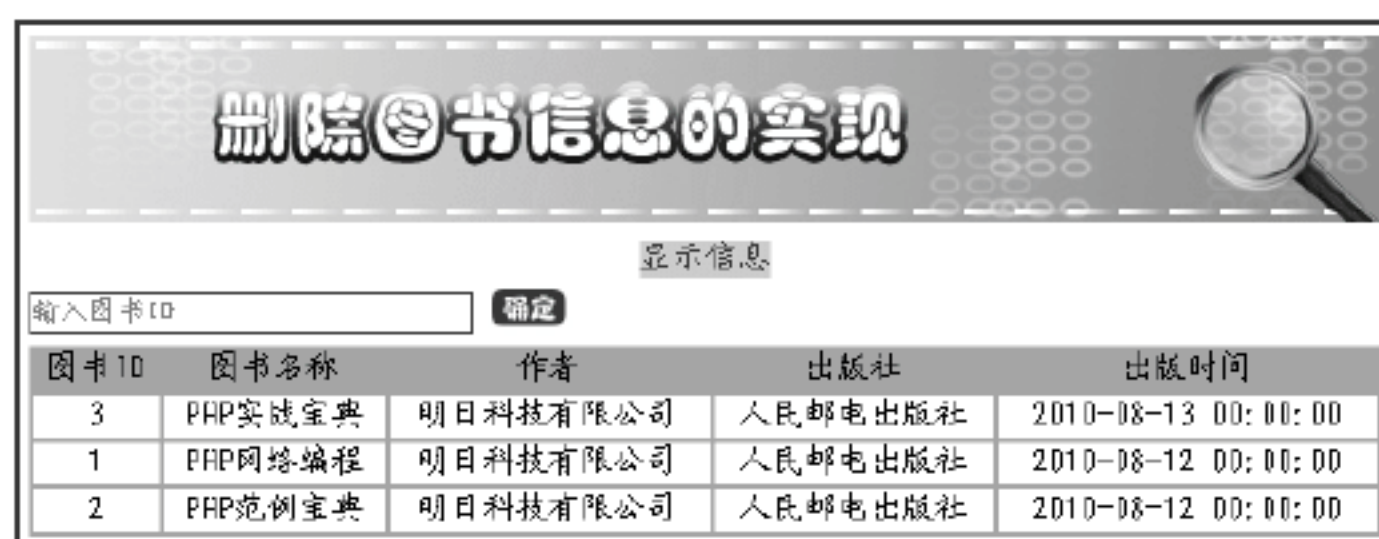 删除图书信息的实现
显示信息
输入图书ID 确定
图书ID 图书名称 作者 出版社 出版时间
3 PHP实战宝典 明日科技有限公司 人民邮电出版社 2010-08-13 00:00:00
1 PHP网络编程 明日科技有限公司 人民邮电出版社 2010-08-12 00:00:00
2 PHP范例宝典 明日科技有限公司 人民邮电出版社 2010-08-12 00:00:00